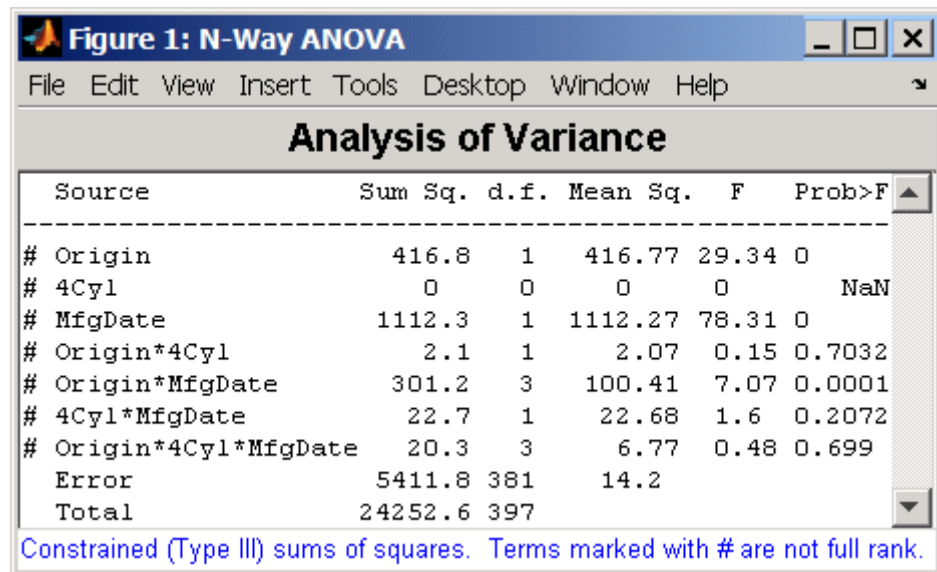 Figure 1: N-Way ANOVA
File Edit View Insert Tools Desktop Window Help
Analysis of Variance
Source Sum Sq. d.f. Mean Sq. F Prob>F
# Origin 416.8 1 416.77 29.34 0
# 4Cyl 0 0 0 0 NaN
# MfgDate 1112.3 1 1112.27 78.31 0
# Origin*4Cyl 2.1 1 2.07 0.15 0.7032
# Origin*MfgDate 301.2 3 100.41 7.07 0.0001
# 4Cyl*MfgDate 22.7 1 22.68 1.6 0.2072
# Origin*4Cyl*MfgDate 20.3 3 6.77 0.48 0.699
Error 5411.8 381 14.2
Total 24252.6 397
Constrained (Type III) sums of squares. Terms marked with # are not full rank.